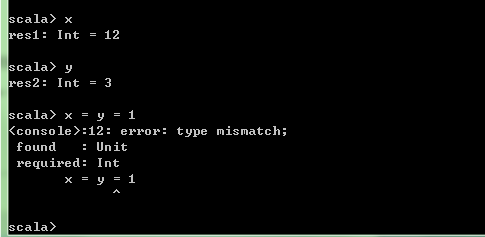 scala> x
res1: Int = 12
scala> y
res2: Int = 3
scala> x = y = 1
<console>:12: error: type mismatch;
 found   : Unit
 required: Int
       x = y = 1
             ^
scala>